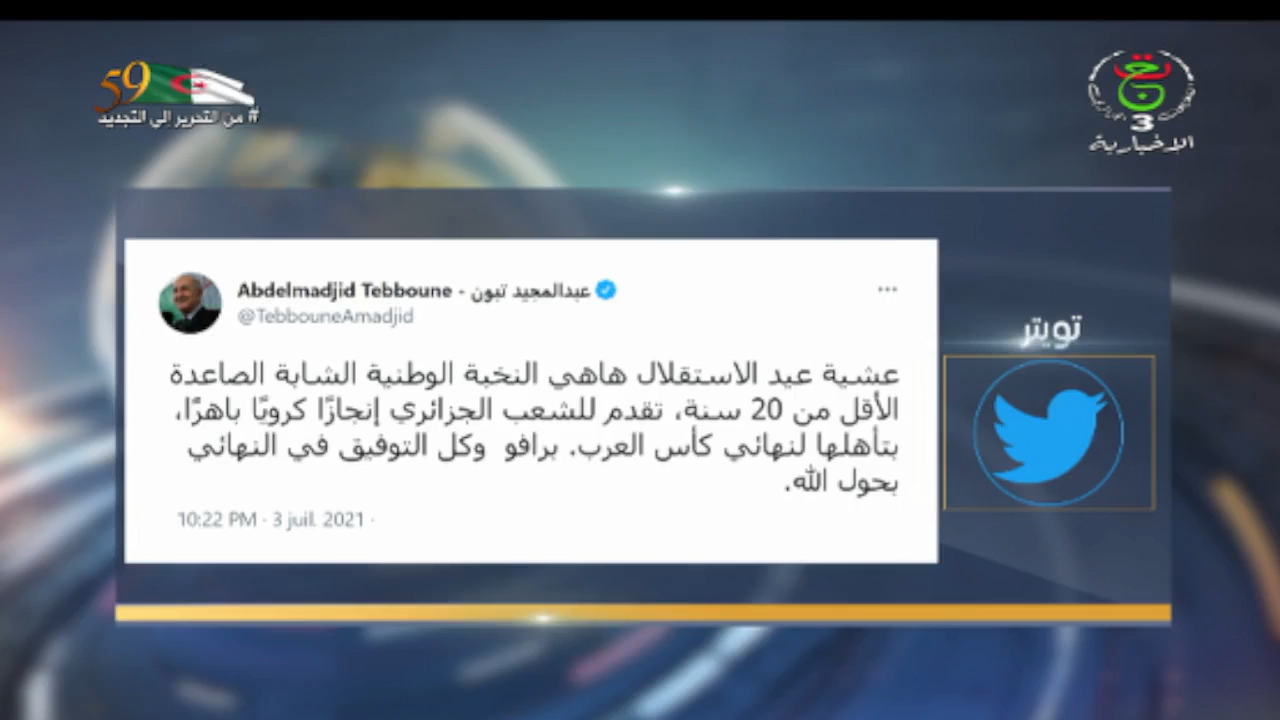 59
# من التحرير إلى التجديد
3
الإخبارية
Abdelmadjid Tebboune - عبدالمجيد تبون
@TebbouneAmadjid
عشية عيد الاستقلال هاهي النخبة الوطنية الشابة الصاعدة
الأقل من 20 سنة، تقدم للشعب الجزائري إنجازًا كرويًا باهرًا،
بتأهلها لنهائي كأس العرب. برافو وكل التوفيق في النهائي
بحول الله.
10:22 PM · 3 juil. 2021 ·
تويتر